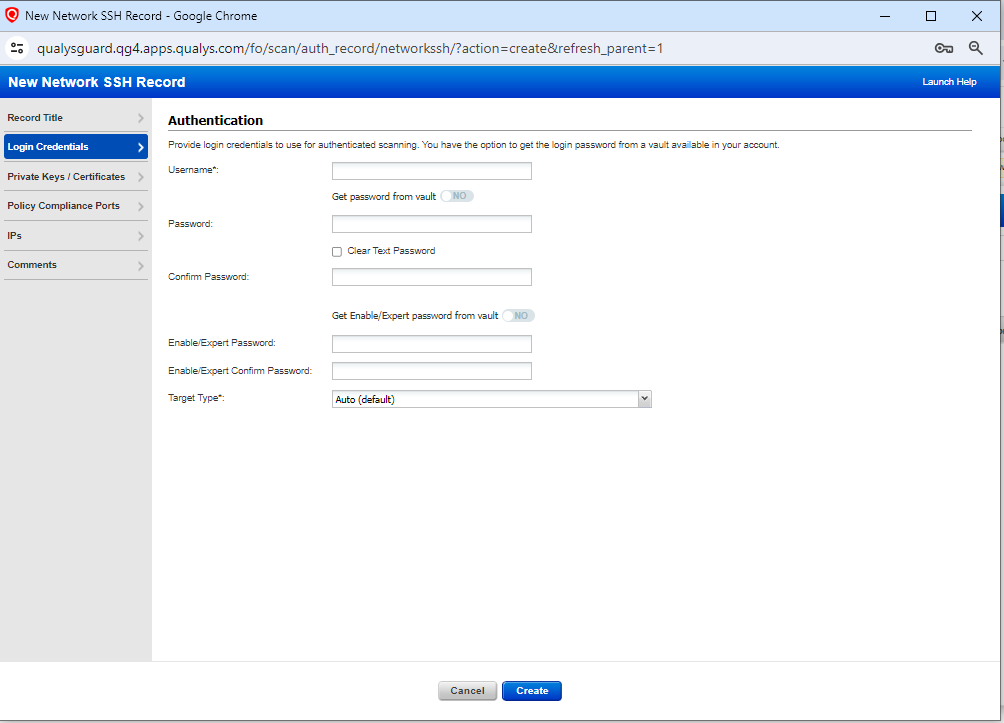 New Network SSH Record - Google Chrome
qualysguard.qg4.apps.qualys.com/fo/scan/auth_record/networkssh/?action=create&refresh_parent=1
New Network SSH Record
Launch Help
Record Title
Login Credentials
Private Keys / Certificates
Policy Compliance Ports
IPs
Comments
Authentication
Provide login credentials to use for authenticated scanning. You have the option to get the login password from a vault available in your account.
Username*:
Get password from vault NO
Password:
Clear Text Password
Confirm Password:
Get Enable/Expert password from vault NO
Enable/Expert Password:
Enable/Expert Confirm Password:
Target Type*: Auto (default)
Cancel Create